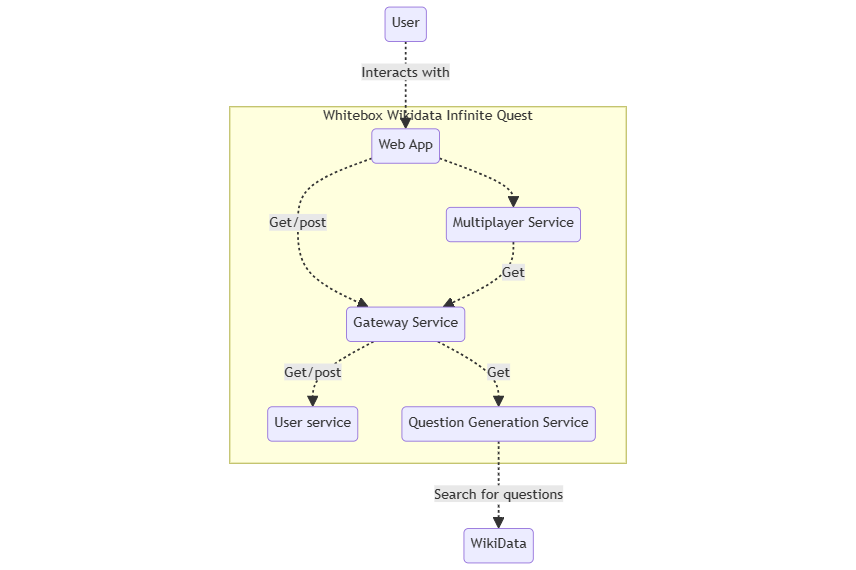 User
Interacts with
Whitebox Wikidata Infinite Quest
Web App
Get/post
Multiplayer Service
Get
Gateway Service
Get/post
Get
User service
Question Generation Service
Search for questions
WikiData